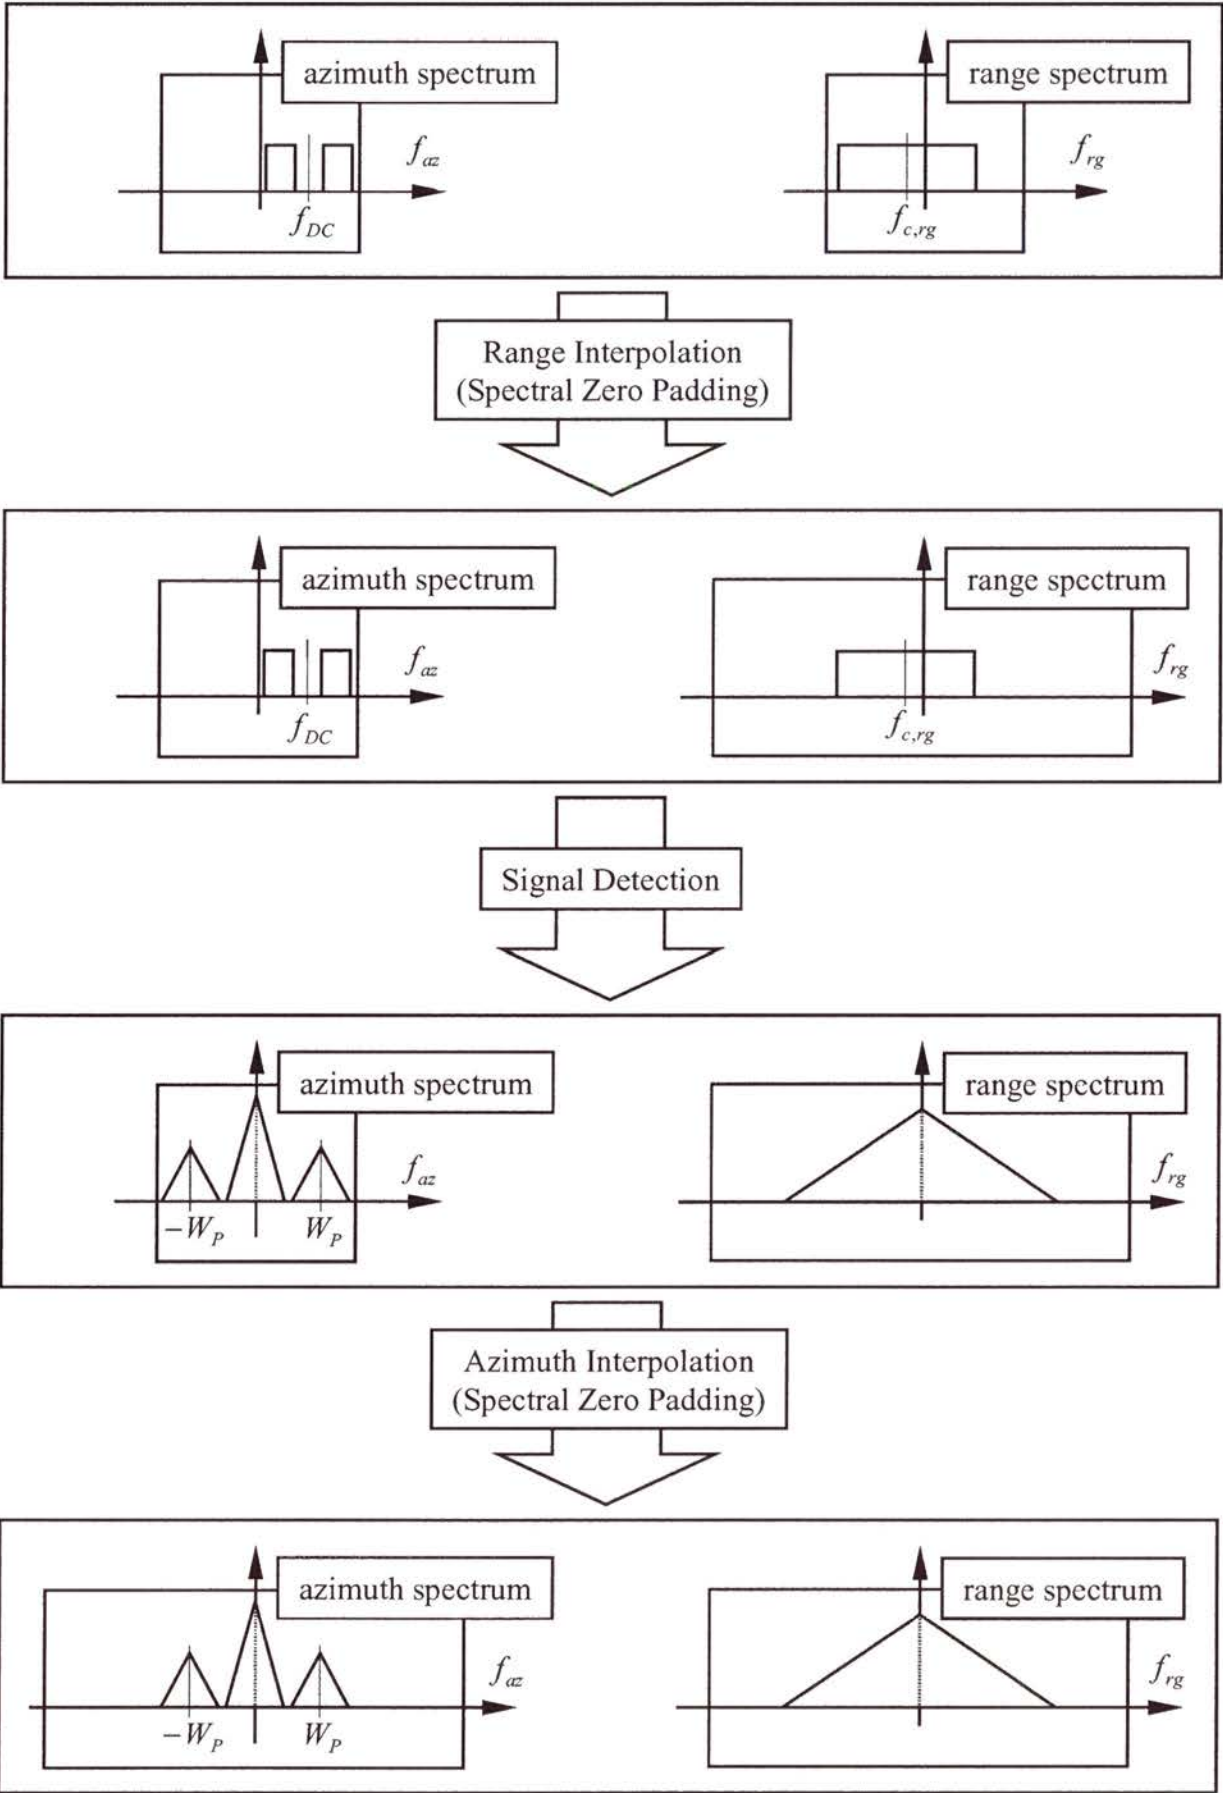 azimuth spectrum
range spectrum
f_az
f_rg
f_DC
f_c,rg
Range Interpolation
(Spectral Zero Padding)
azimuth spectrum
range spectrum
f_az
f_rg
f_DC
f_c,rg
Signal Detection
azimuth spectrum
range spectrum
f_az
f_rg
−W_P
W_P
Azimuth Interpolation
(Spectral Zero Padding)
azimuth spectrum
range spectrum
f_az
f_rg
−W_P
W_P